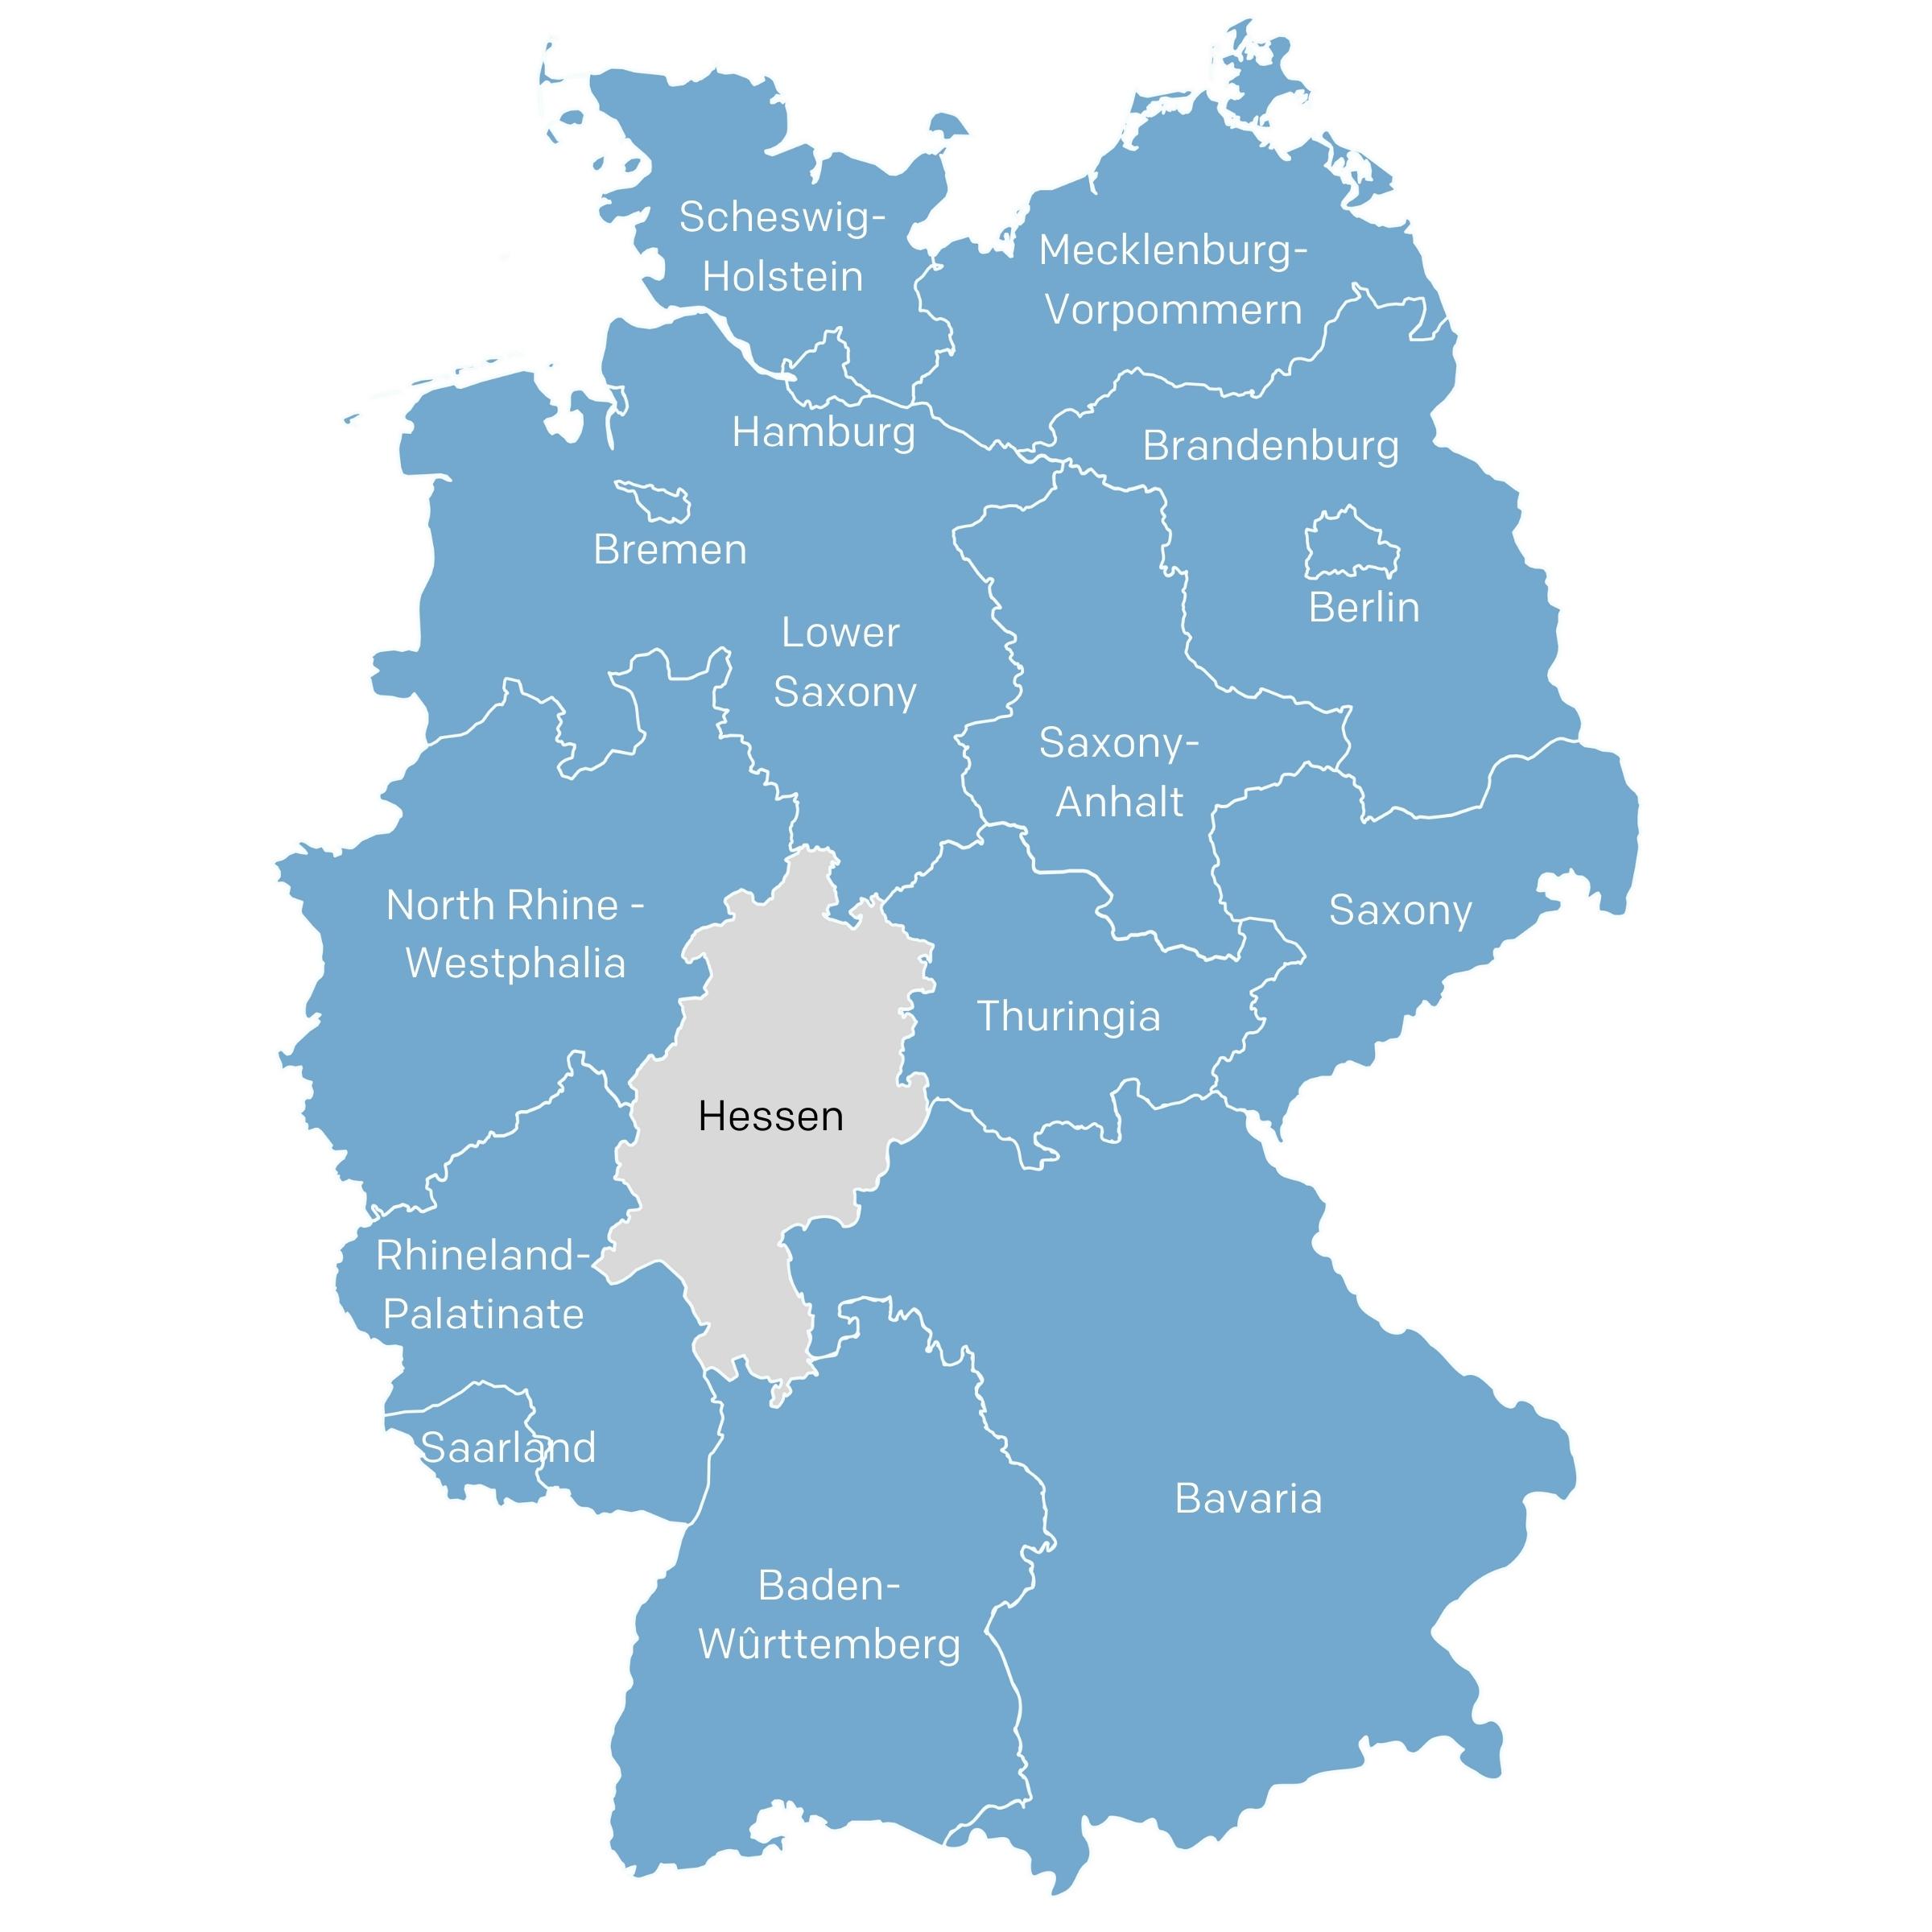 Scheswig-
Holstein
Mecklenburg-
Vorpommern
Hamburg
Brandenburg
Bremen
Berlin
Lower
Saxony
Saxony-
Anhalt
North Rhine -
Westphalia
Saxony
Thuringia
Hessen
Rhineland-
Palatinate
Saarland
Bavaria
Baden-
Wûrttemberg